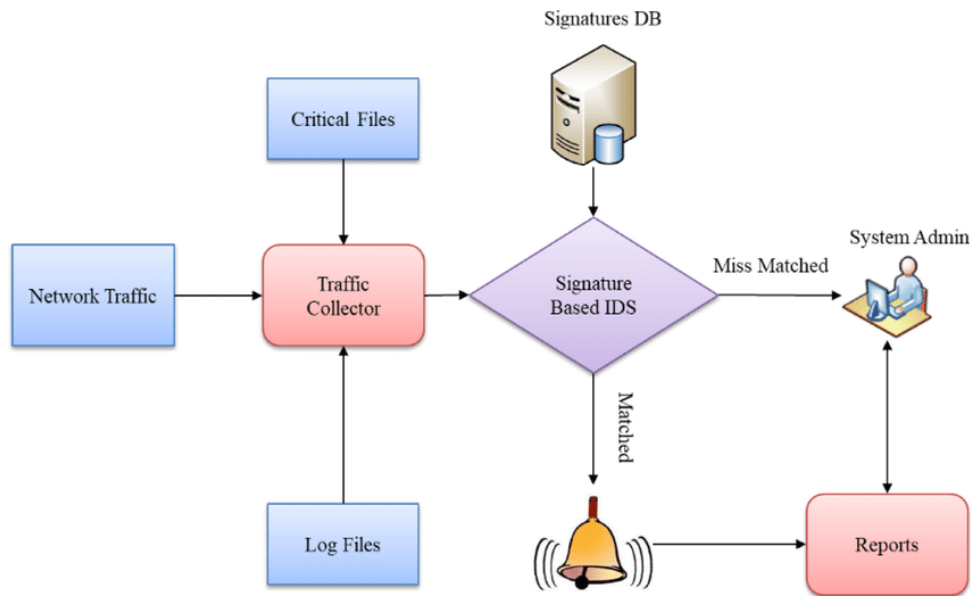 Signatures DB
Critical Files
System Admin
Network Traffic
Traffic
Collector
Signature
Based IDS
Miss Matched
Matched
Log Files
Reports